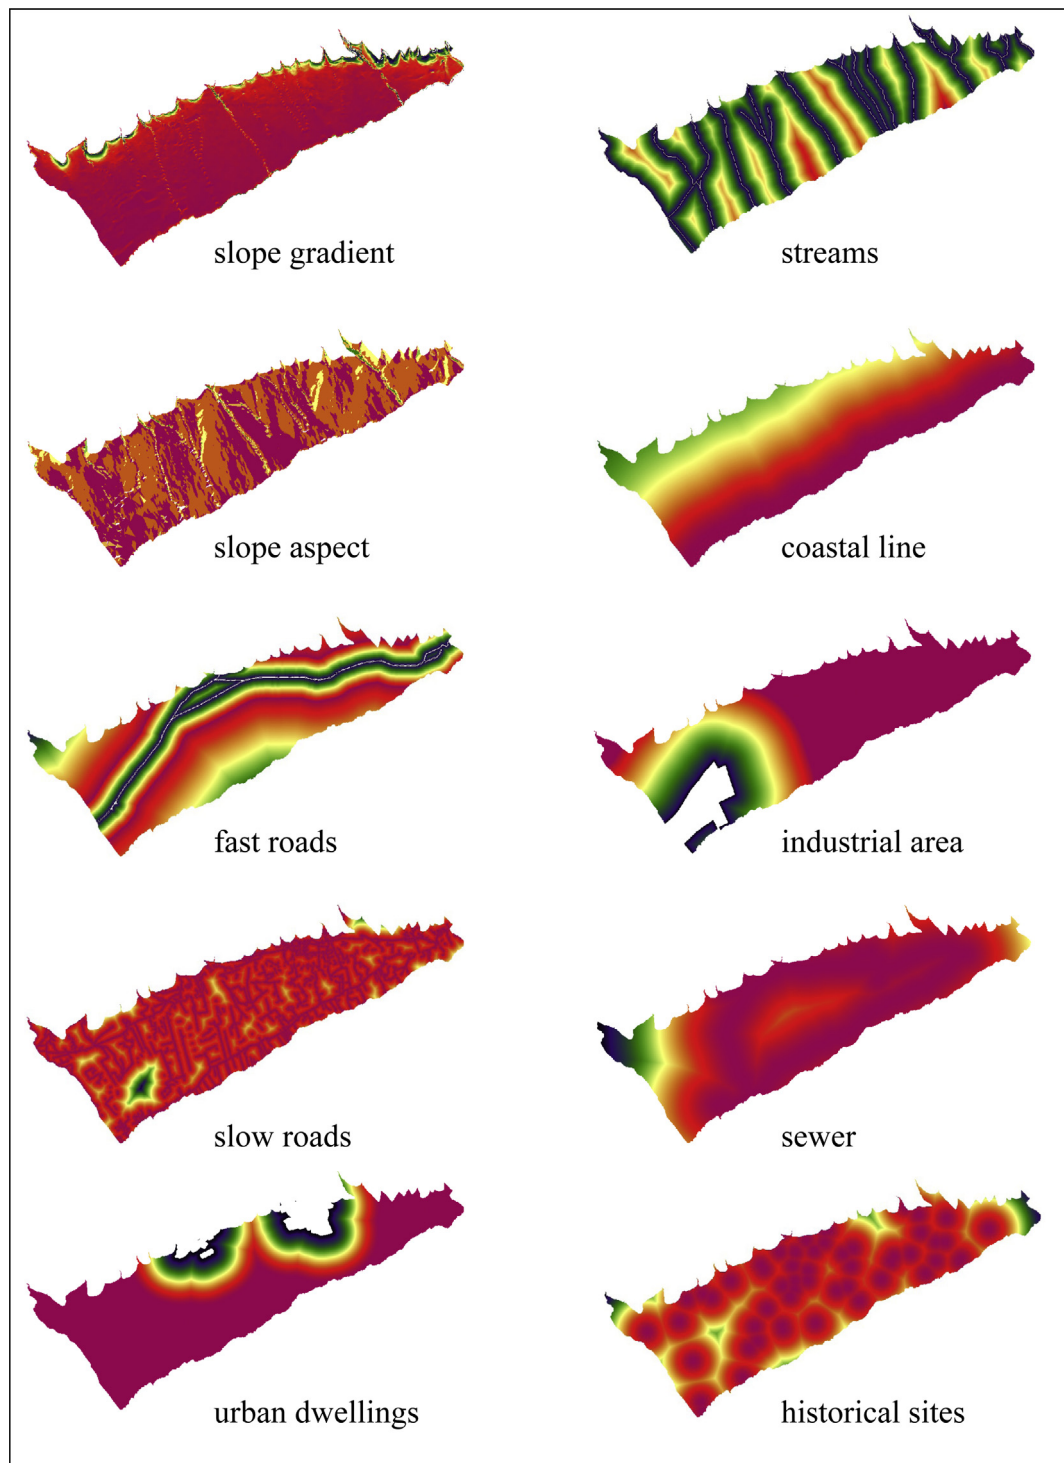 slope gradient
streams
slope aspect
coastal line
fast roads
industrial area
slow roads
sewer
urban dwellings
historical sites